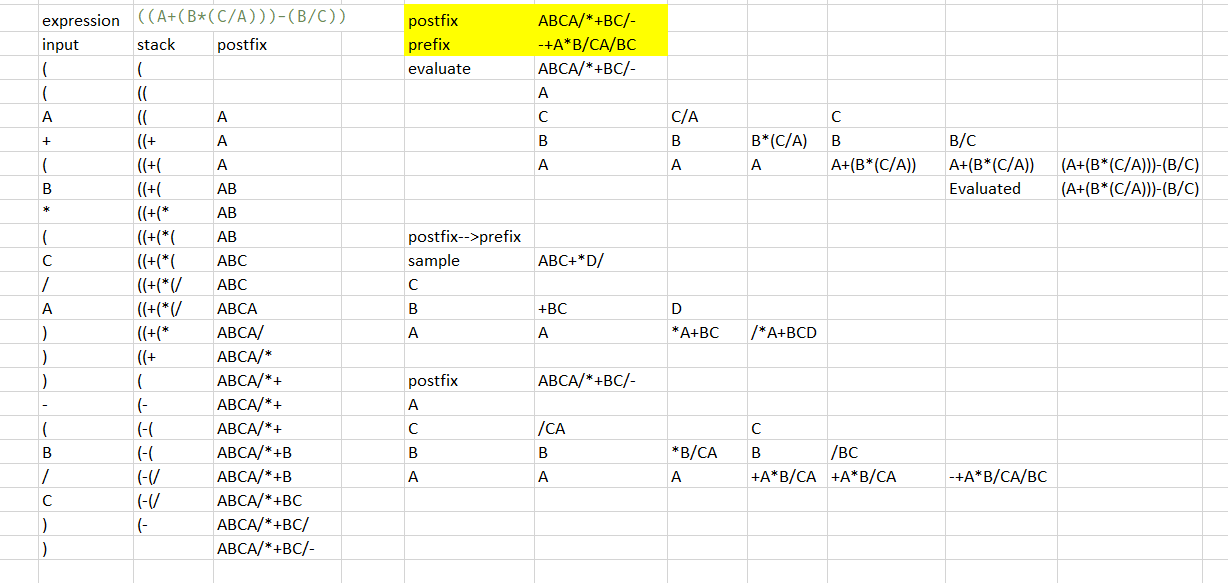 expression ((A+(B*(C/A)))-(B/C)) postfix ABCA/*+BC/-
input stack postfix prefix -+A*B/CA/BC
( ( evaluate ABCA/*+BC/-
( (( A
A (( A C C/A C
+ ((+ A B B B*(C/A) B B/C
( ((+( A A A A A+(B*(C/A)) A+(B*(C/A)) (A+(B*(C/A)))-(B/C)
B ((+( AB Evaluated (A+(B*(C/A)))-(B/C)
* ((+(* AB
( ((+(*( AB postfix-->prefix
C ((+(*( ABC sample ABC+*D/
/ ((+(*(/ ABC C
A ((+(*(/ ABCA B +BC D
) ((+(* ABCA/ A A *A+BC /*A+BCD
) ((+ ABCA/*
) ( ABCA/*+ postfix ABCA/*+BC/-
- (- ABCA/*+ A
( (-( ABCA/*+ C /CA C
B (-( ABCA/*+B B B *B/CA B /BC
/ (-(/ ABCA/*+B A A A +A*B/CA +A*B/CA -+A*B/CA/BC
C (-(/ ABCA/*+BC
) (- ABCA/*+BC/
) ABCA/*+BC/-